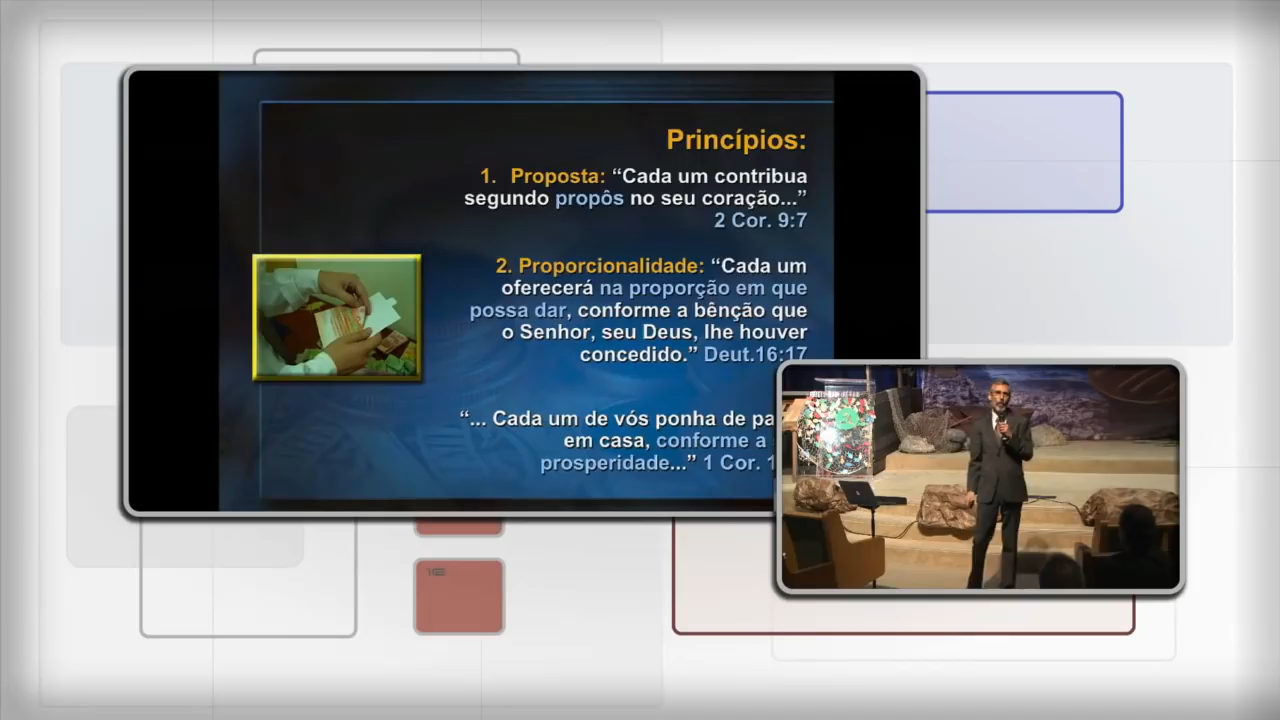 Princípios:
1. Proposta: “Cada um contribua
segundo propôs no seu coração...”
2 Cor. 9:7
2. Proporcionalidade: “Cada um
oferecerá na proporção em que
possa dar, conforme a bênção que
o Senhor, seu Deus, lhe houver
concedido.” Deut.16:17
“... Cada um de vós ponha de
em casa, conforme a
prosperidade...” 1 Cor.